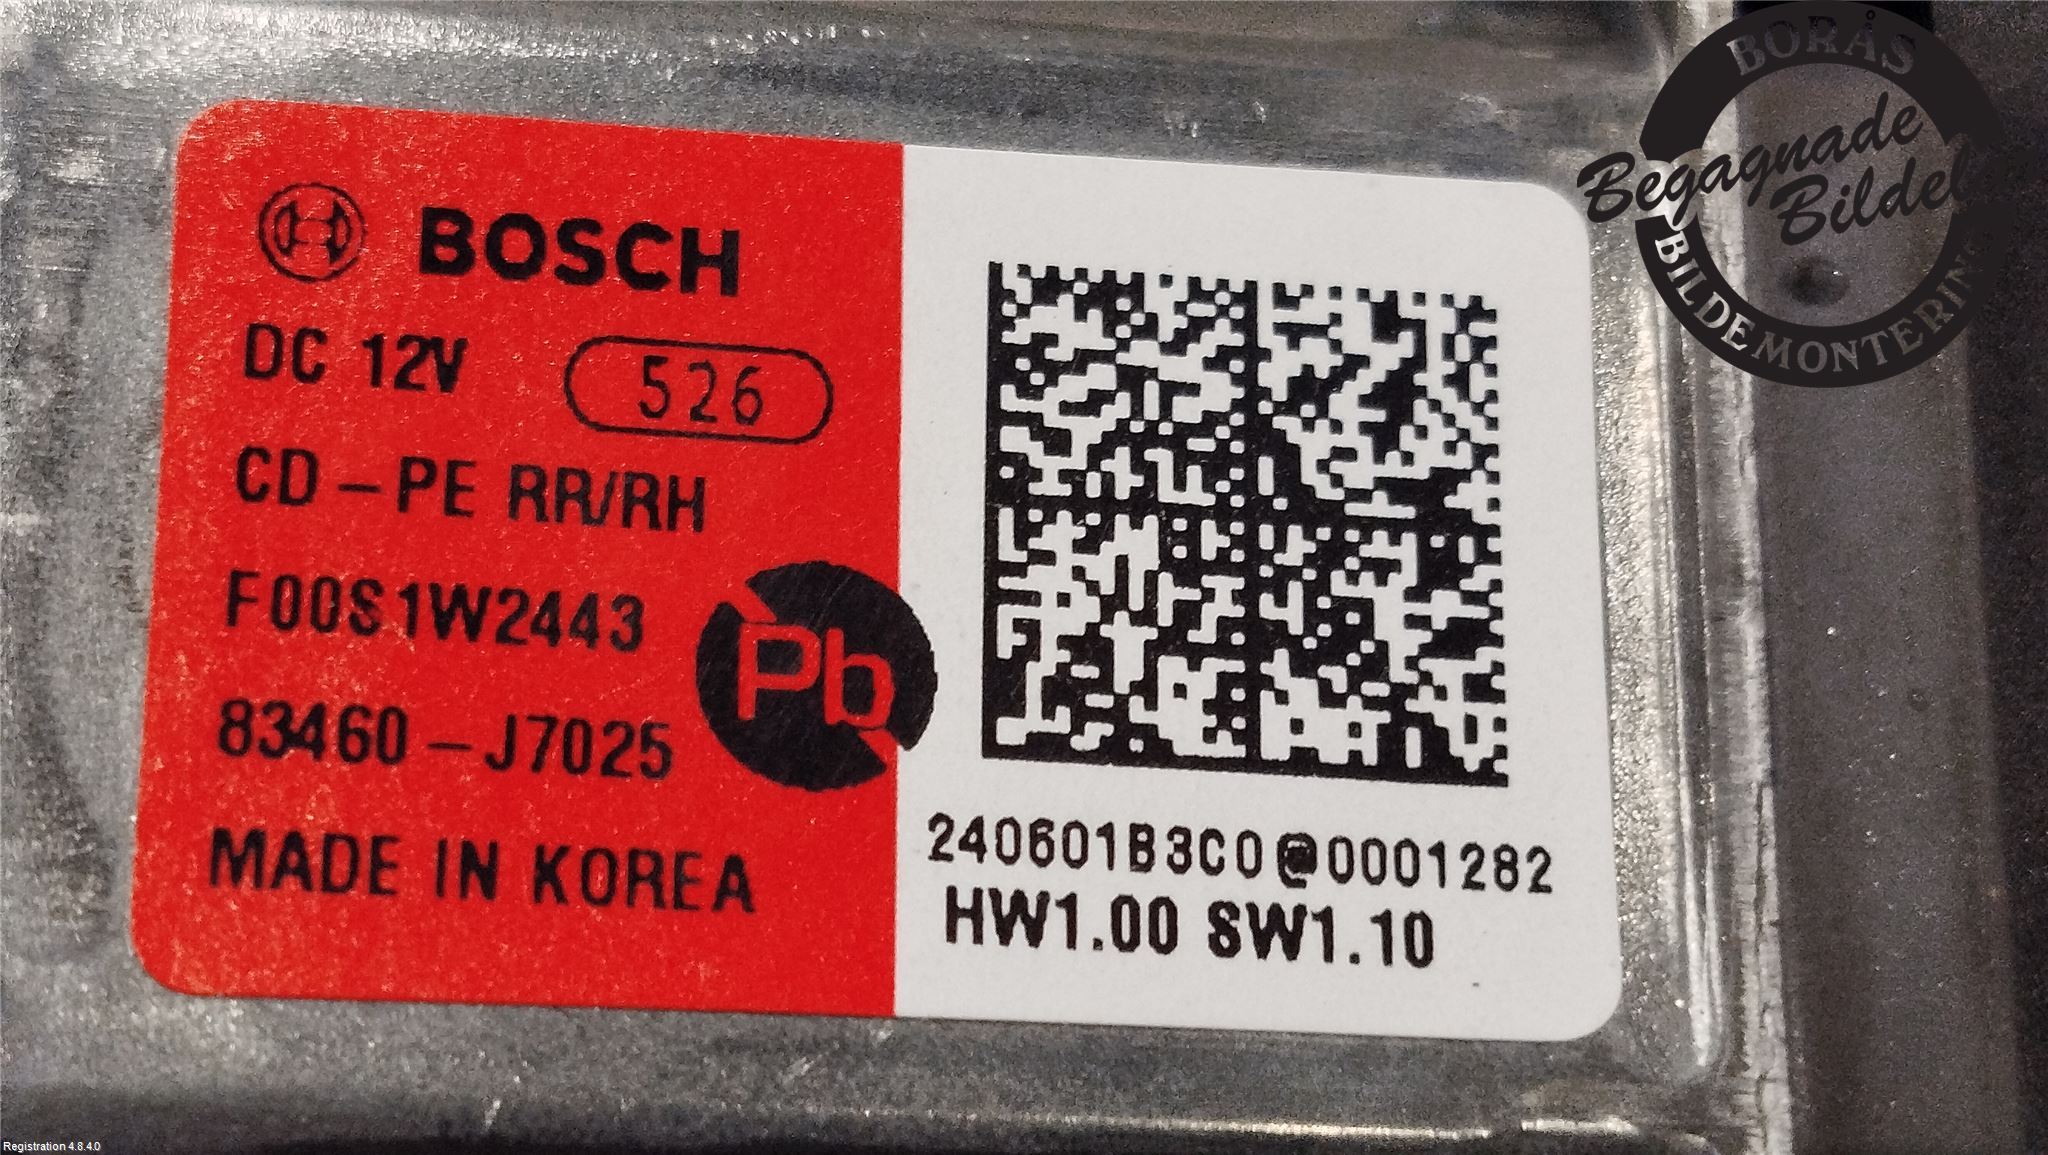 BOSCH
DC 12V 526
CD-PE RR/RH
F00S1W2443
Pb
83460-J7025
MADE IN KOREA
240601B3C0@0001282
HW1.00 SW1.10
BORÅS
Begagnade
BILDEMONTERING
Registration 4.8.4.0